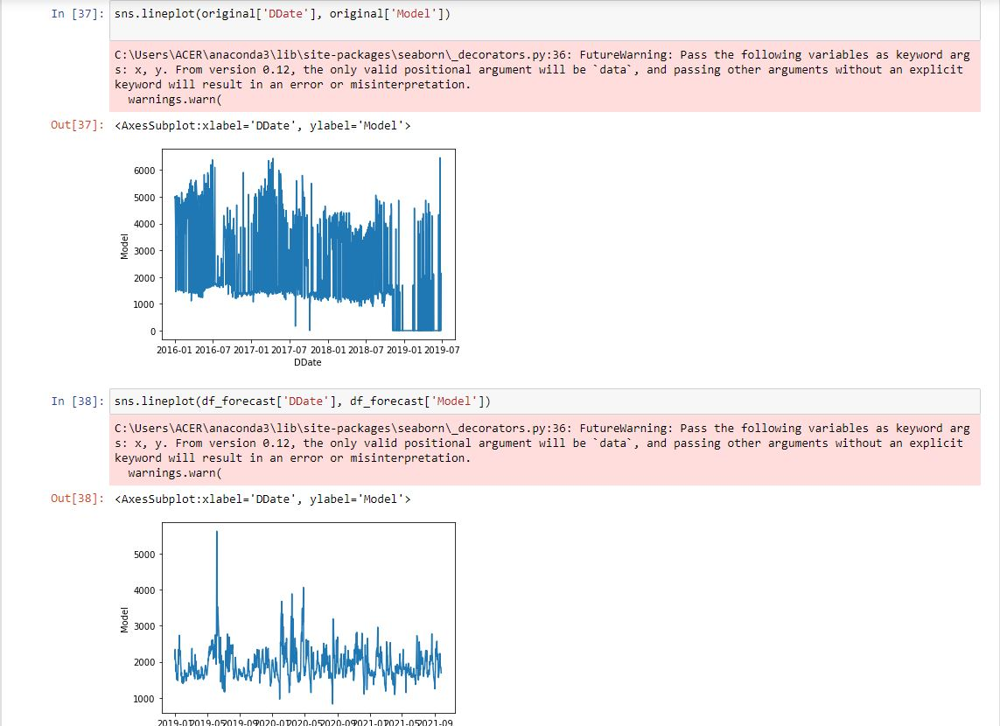 In [37]: sns.lineplot(original['DDate'], original['Model'])
C:\Users\ACER\anaconda3\lib\site-packages\seaborn\_decorators.py:36: FutureWarning: Pass the following variables as keyword arg
s: x, y. From version 0.12, the only valid positional argument will be `data`, and passing other arguments without an explicit
keyword will result in an error or misinterpretation.
warnings.warn(
Out[37]: <AxesSubplot:xlabel='DDate', ylabel='Model'>
6000
5000
4000
3000
2000
1000
0
Model
2016-01 2016-07 2017-01 2017-07 2018-01 2018-07 2019-01 2019-07
DDate
In [38]: sns.lineplot(df_forecast['DDate'], df_forecast['Model'])
C:\Users\ACER\anaconda3\lib\site-packages\seaborn\_decorators.py:36: FutureWarning: Pass the following variables as keyword arg
s: x, y. From version 0.12, the only valid positional argument will be `data`, and passing other arguments without an explicit
keyword will result in an error or misinterpretation.
warnings.warn(
Out[38]: <AxesSubplot:xlabel='DDate', ylabel='Model'>
5000
4000
3000
2000
1000
Model
2019-01 2019-05 2019-09 2020-01 2020-05 2020-09 2021-01 2021-05 2021-09